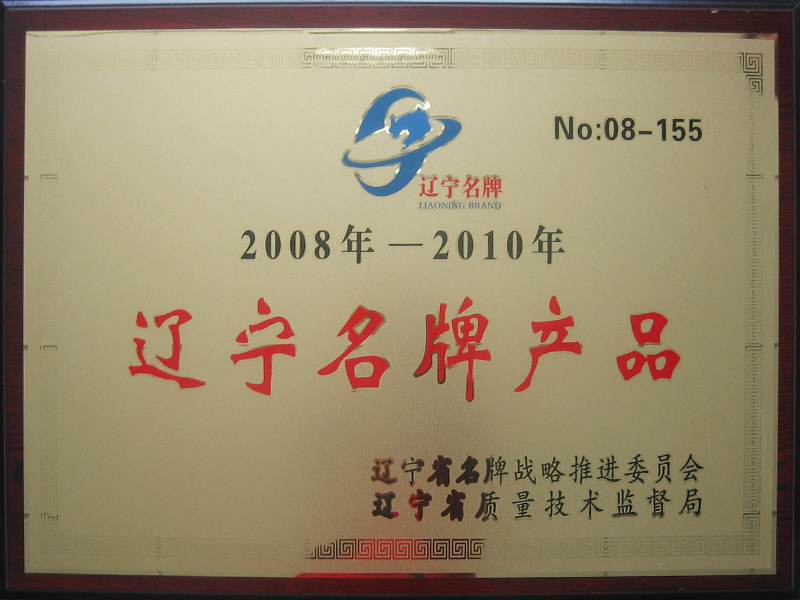 No:08-155
辽宁名牌
LIAONING BRAND
2008年—2010年
辽宁名牌产品
辽宁省名牌战略推进委员会
辽宁省质量技术监督局